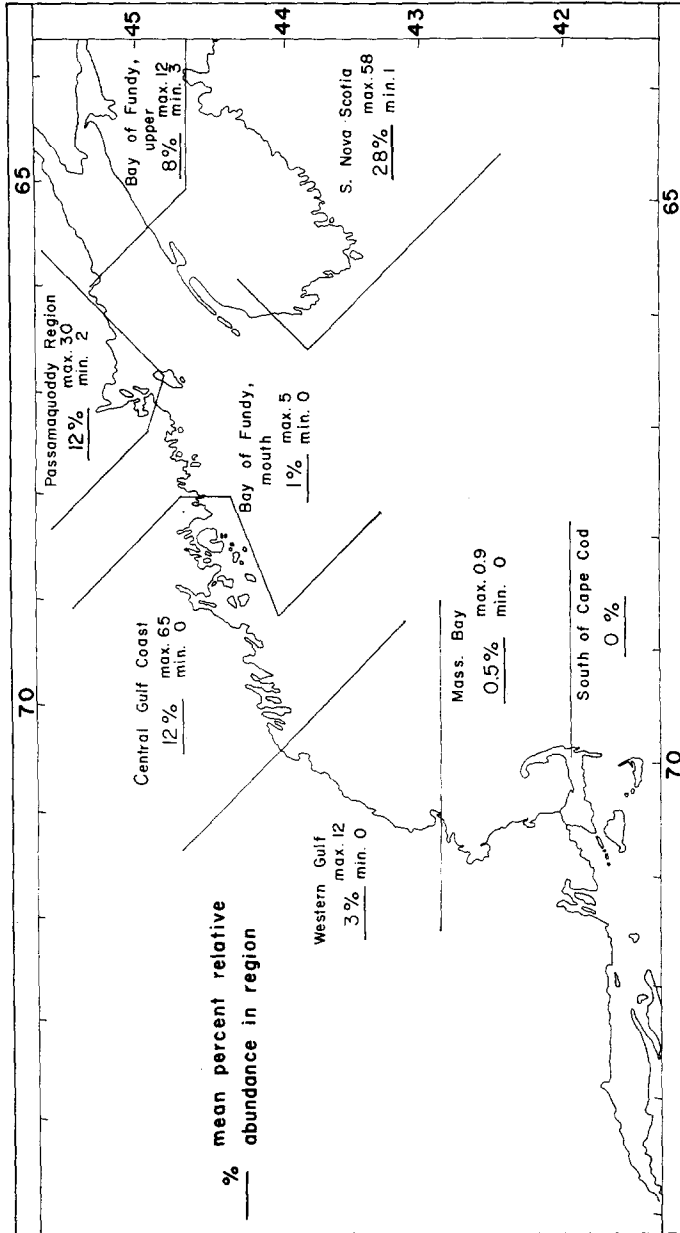 70
65
45
44
43
42
70
65
Passamaquoddy Region
12% max. 30
min. 2
Bay of Fundy,
upper max. 12
8% min. 3
Central Gulf Coast
12% max. 65
min. 0
Bay of Fundy,
mouth max. 5
1% min. 0
S. Nova Scotia
28% max. 58
min. 1
Western Gulf
3% max. 12
min. 0
Mass. Bay
0.5% max. 0.9
min. 0
South of Cape Cod
0 %
% mean percent relative
abundance in region